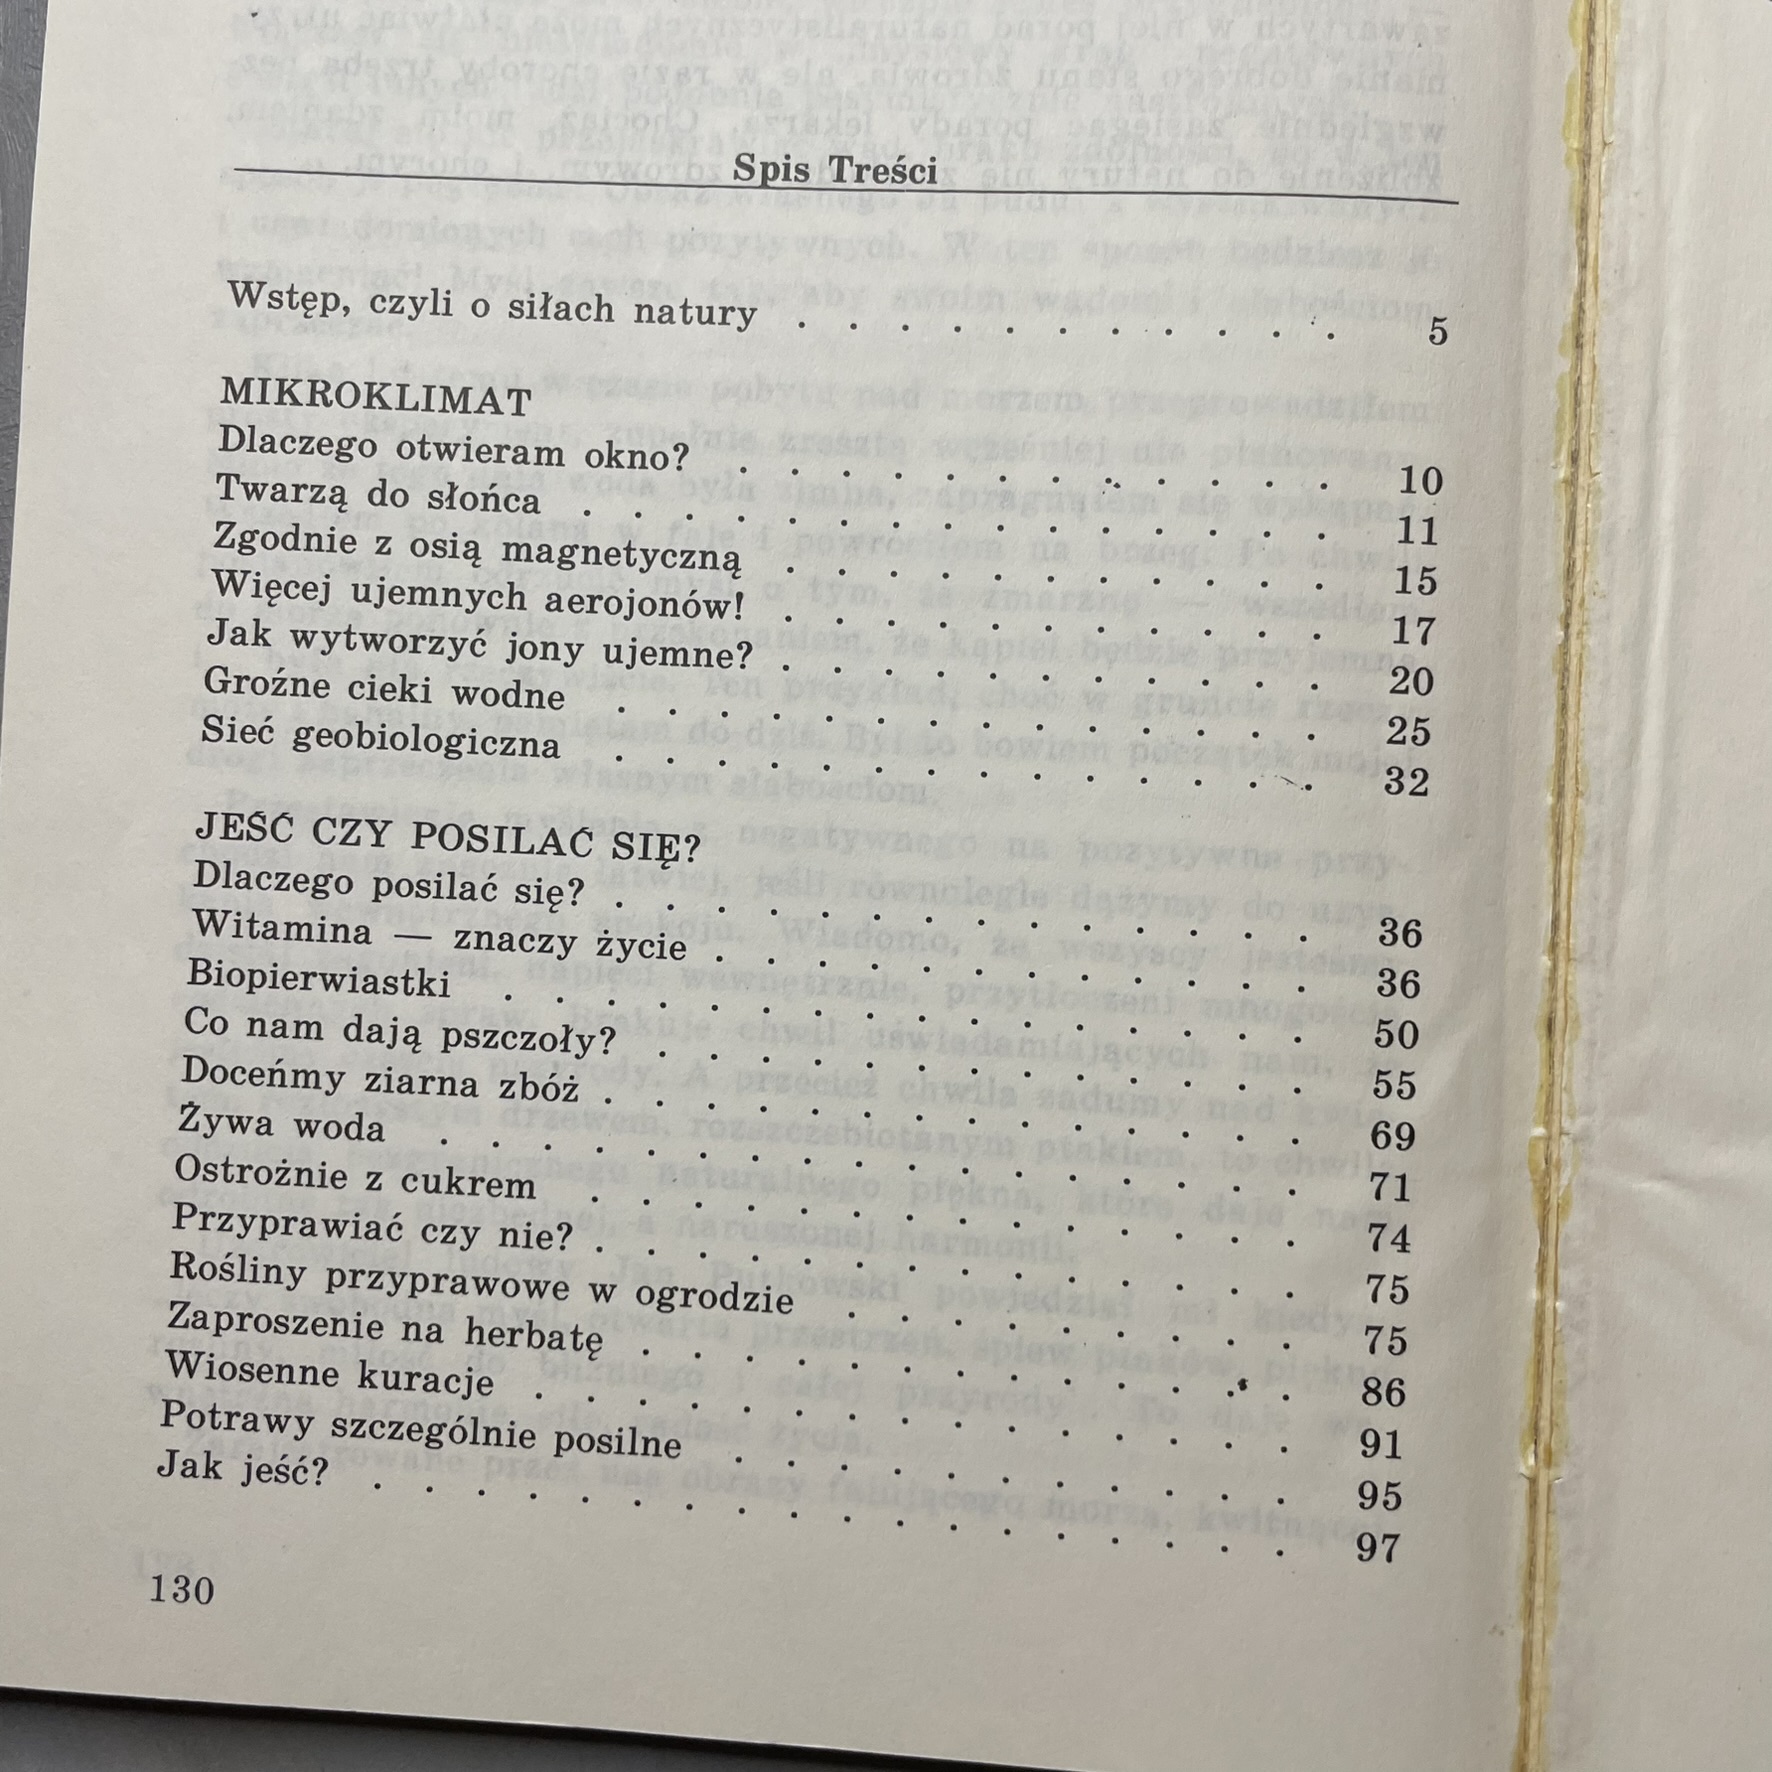 Spis Treści
Wstęp, czyli o siłach natury . . . . . . . . . . . 5
MIKROKLIMAT
Dlaczego otwieram okno? . . . . . . . . . . . . 10
Twarzą do słońca . . . . . . . . . . . . . . . 11
Zgodnie z osią magnetyczną . . . . . . . . . . . 15
Więcej ujemnych aerojonów! . . . . . . . . . . . 17
Jak wytworzyć jony ujemne? . . . . . . . . . . . 20
Groźne cieki wodne . . . . . . . . . . . . . . 25
Sieć geobiologiczna . . . . . . . . . . . . . . 32
JEŚĆ CZY POSILAĆ SIĘ?
Dlaczego posilać się? . . . . . . . . . . . . . . 36
Witamina — znaczy życie . . . . . . . . . . . . 36
Biopierwiastki . . . . . . . . . . . . . . . . 50
Co nam dają pszczoły? . . . . . . . . . . . . . 55
Doceńmy ziarna zbóż . . . . . . . . . . . . . . 69
Żywa woda . . . . . . . . . . . . . . . . . 71
Ostrożnie z cukrem . . . . . . . . . . . . . . 74
Przyprawiać czy nie? . . . . . . . . . . . . . . 75
Rośliny przyprawowe w ogrodzie . . . . . . . . . 75
Zaproszenie na herbatę . . . . . . . . . . . . . 86
Wiosenne kuracje . . . . . . . . . . . . . . . 91
Potrawy szczególnie posilne . . . . . . . . . . . 95
Jak jeść? . . . . . . . . . . . . . . . . . . 97
130